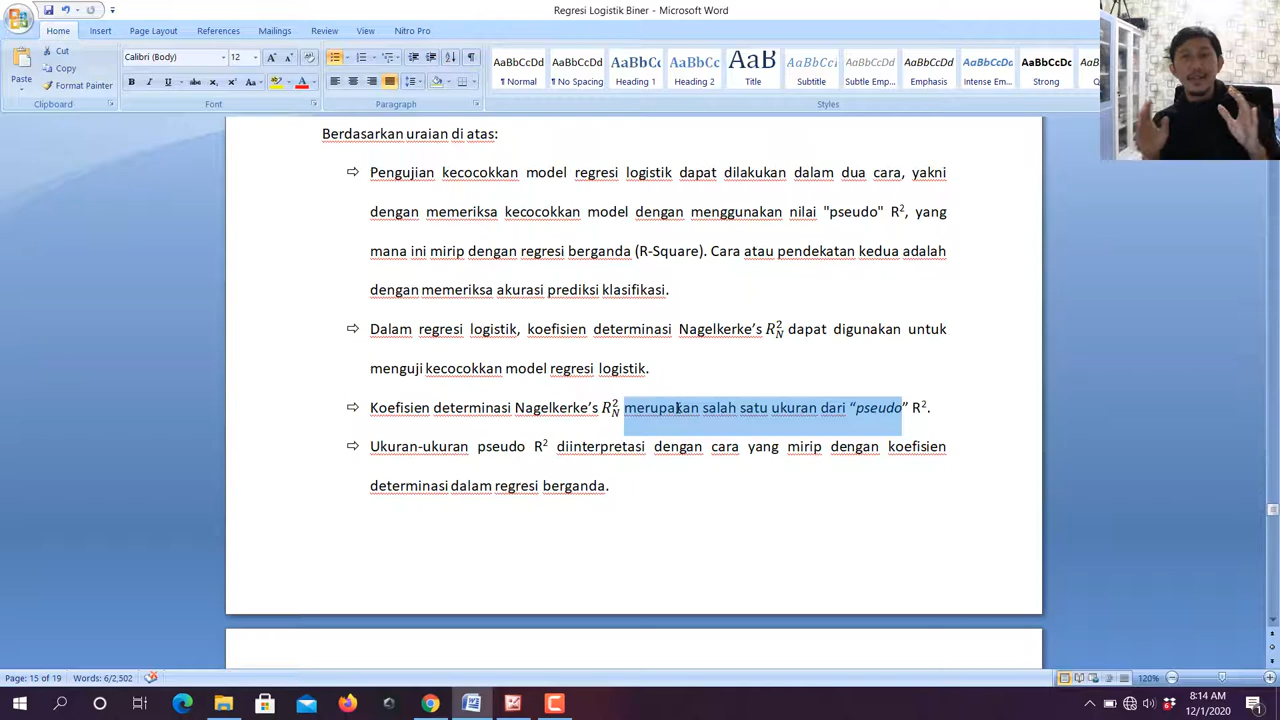 Regresi Logistik Biner - Microsoft Word
Home Insert Page Layout References Mailings Review View Nitro Pro
Paste
Cut
Copy
Format Painter
Clipboard
Calibri (Body) 12
Font
Paragraph
AaBbCcDd AaBbCcDd AaBbCc AaBbCc AaB AaBbCc AaBbCcDd AaBbCcDd AaBbCcDd AaBbCcDd
¶ Normal ¶ No Spacing Heading 1 Heading 2 Title Subtitle Subtle Emp... Emphasis Intense Em... Strong
Styles
Berdasarkan uraian di atas:
⇨ Pengujian kecocokkan model regresi logistik dapat dilakukan dalam dua cara, yakni
dengan memeriksa kecocokkan model dengan menggunakan nilai "pseudo" R², yang
mana ini mirip dengan regresi berganda (R-Square). Cara atau pendekatan kedua adalah
dengan memeriksa akurasi prediksi klasifikasi.
⇨ Dalam regresi logistik, koefisien determinasi Nagelkerke’s R²_N dapat digunakan untuk
menguji kecocokkan model regresi logistik.
⇨ Koefisien determinasi Nagelkerke’s R²_N merupakan salah satu ukuran dari “pseudo” R².
⇨ Ukuran-ukuran pseudo R² diinterpretasi dengan cara yang mirip dengan koefisien
determinasi dalam regresi berganda.
Page: 15 of 19 Words: 6/2,502 120%
8:14 AM
12/1/2020